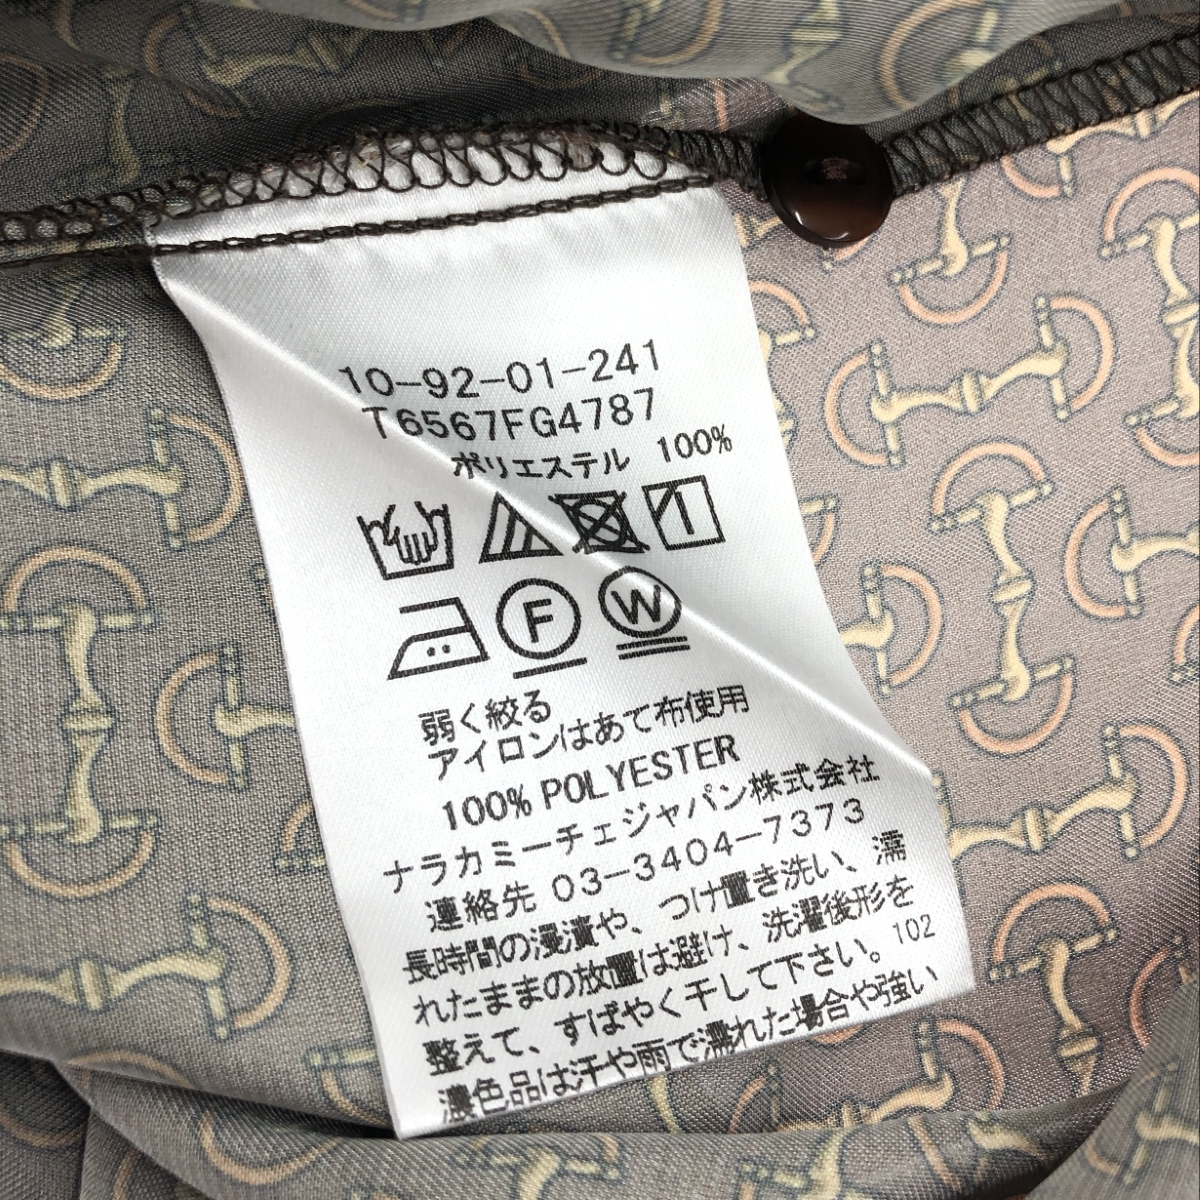 10-92-01-241
T6567FG4787
ポリエステル 100%
F W
弱く絞る
アイロンはあて布使用
100% POLYESTER
ナラカミーチェジャパン株式会社
連絡先 03-3404-7373
長時間の浸漬や、つけ置き洗い、濡
れたままの放置は避け、洗濯後形を
整えて、すばやく干して下さい。102
濃色品は汗や雨で濡れた場合や強い